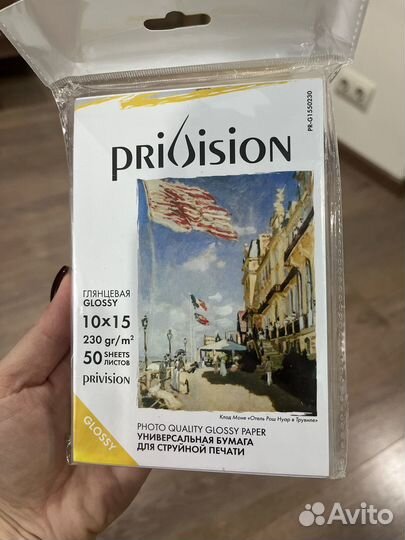 PR-G1550230
priVision
ГЛЯНЦЕВАЯ
GLOSSY
10x15
230 gr/m²
50 SHEETS
ЛИСТОВ
priVision
GLOSSY
Клод Моне «Отель Рош Нуар в Трувиле»
PHOTO QUALITY GLOSSY PAPER
УНИВЕРСАЛЬНАЯ БУМАГА
ДЛЯ СТРУЙНОЙ ПЕЧАТИ
Avito